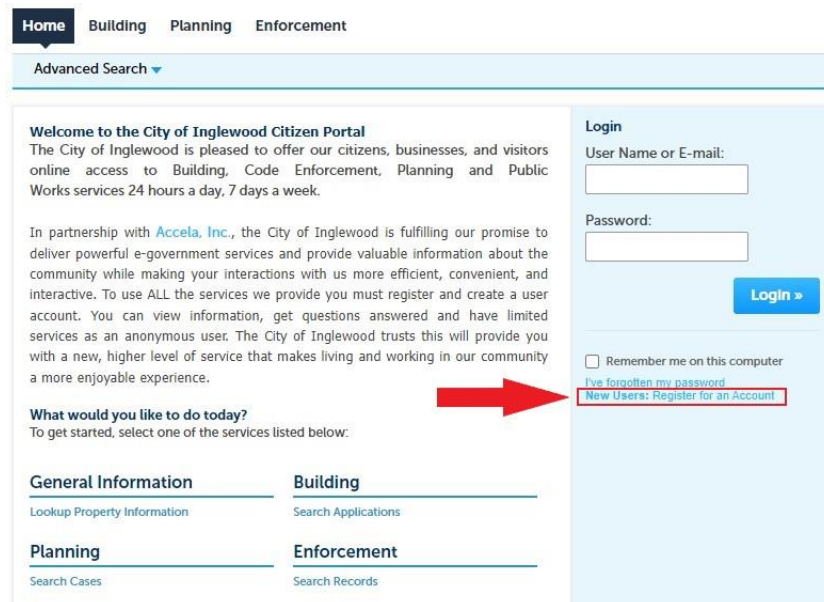 Home Building Planning Enforcement
Advanced Search
Welcome to the City of Inglewood Citizen Portal
The City of Inglewood is pleased to offer our citizens, businesses, and visitors
online access to Building, Code Enforcement, Planning and Public
Works services 24 hours a day, 7 days a week.
In partnership with Accela, Inc., the City of Inglewood is fulfilling our promise to
deliver powerful e-government services and provide valuable information about the
community while making your interactions with us more efficient, convenient, and
interactive. To use ALL the services we provide you must register and create a user
account. You can view information, get questions answered and have limited
services as an anonymous user. The City of Inglewood trusts this will provide you
with a new, higher level of service that makes living and working in our community
a more enjoyable experience.
What would you like to do today?
To get started, select one of the services listed below:
General Information
Lookup Property Information
Building
Search Applications
Planning
Search Cases
Enforcement
Search Records
Login
User Name or E-mail:
Password:
Login »
Remember me on this computer
I've forgotten my password
New Users: Register for an Account